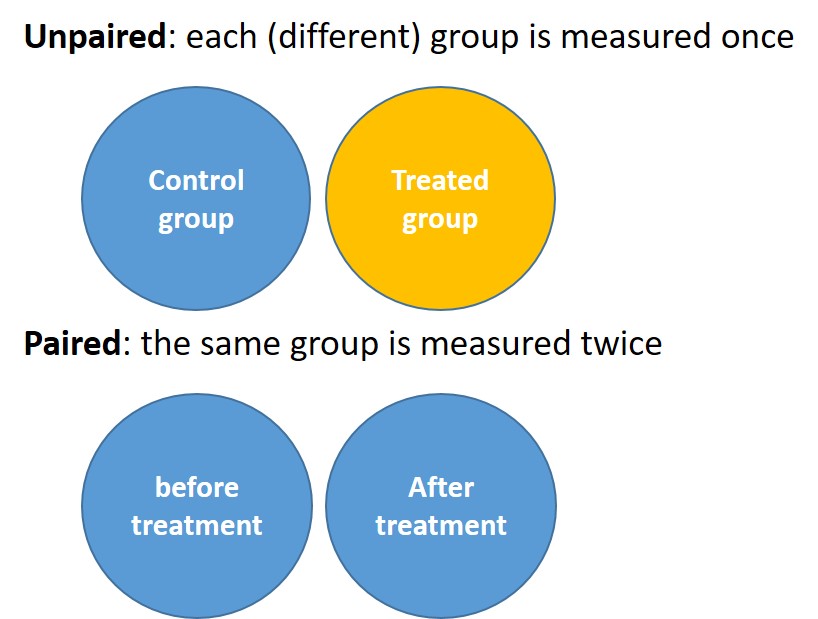 Unpaired: each (different) group is measured once
Control
group
Treated
group
Paired: the same group is measured twice
before
treatment
After
treatment